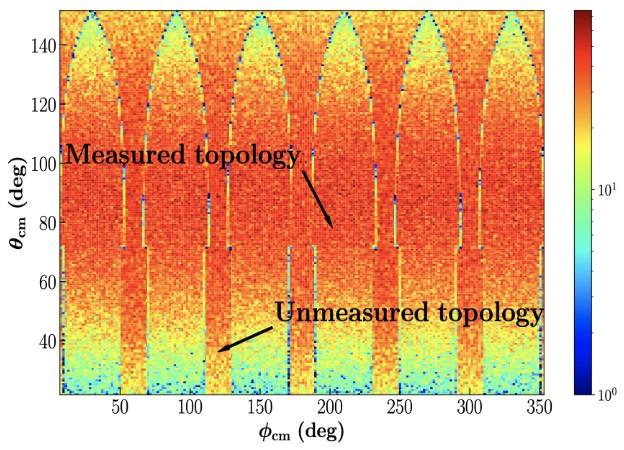 140
120
100
80
60
40
θcm (deg)
Measured topology
Unmeasured topology
50 100 150 200 250 300 350
ϕcm (deg)
10¹
10⁰